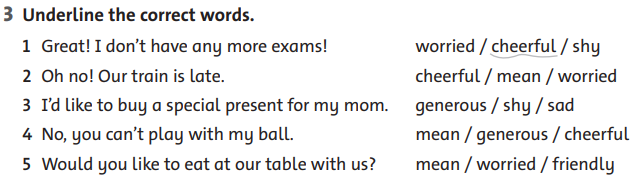 3 Underline the correct words.
1 Great! I don't have any more exams! worried / cheerful / shy
2 Oh no! Our train is late. cheerful / mean / worried
3 I'd like to buy a special present for my mom. generous / shy / sad
4 No, you can't play with my ball. mean / generous / cheerful
5 Would you like to eat at our table with us? mean / worried / friendly